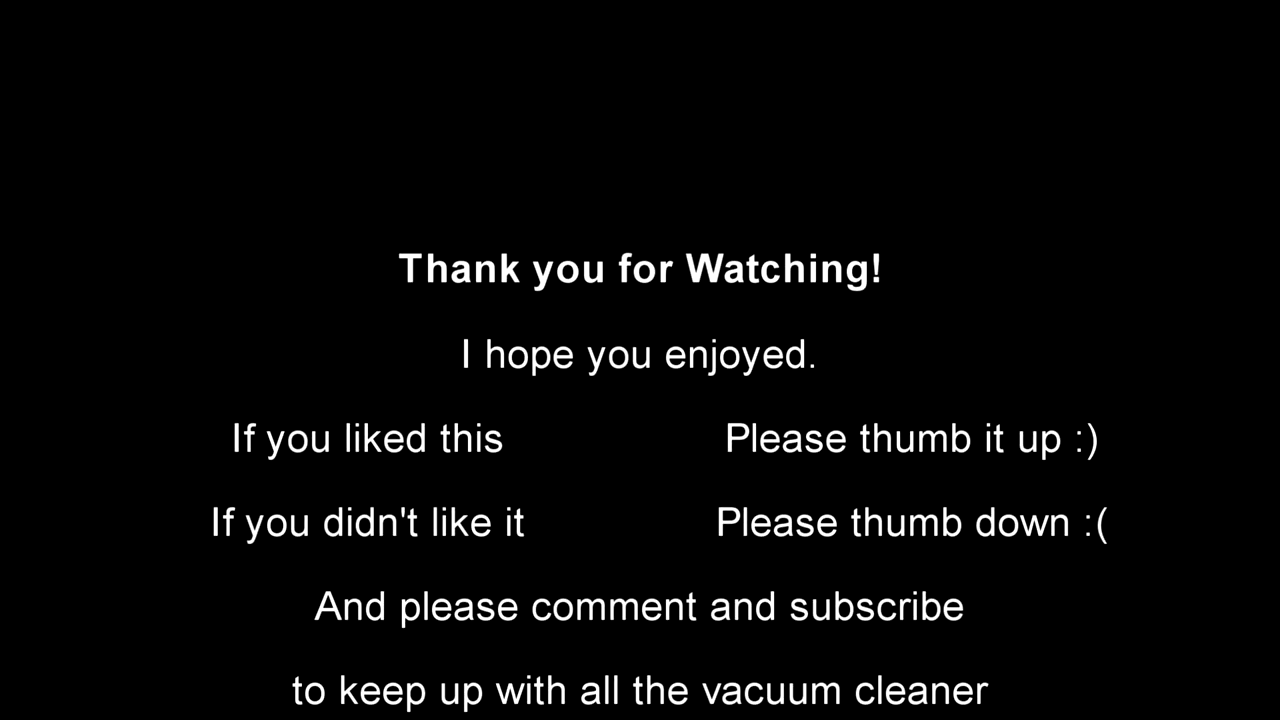 Thank you for Watching!
I hope you enjoyed.
If you liked this Please thumb it up :)
If you didn't like it Please thumb down :(
And please comment and subscribe
to keep up with all the vacuum cleaner